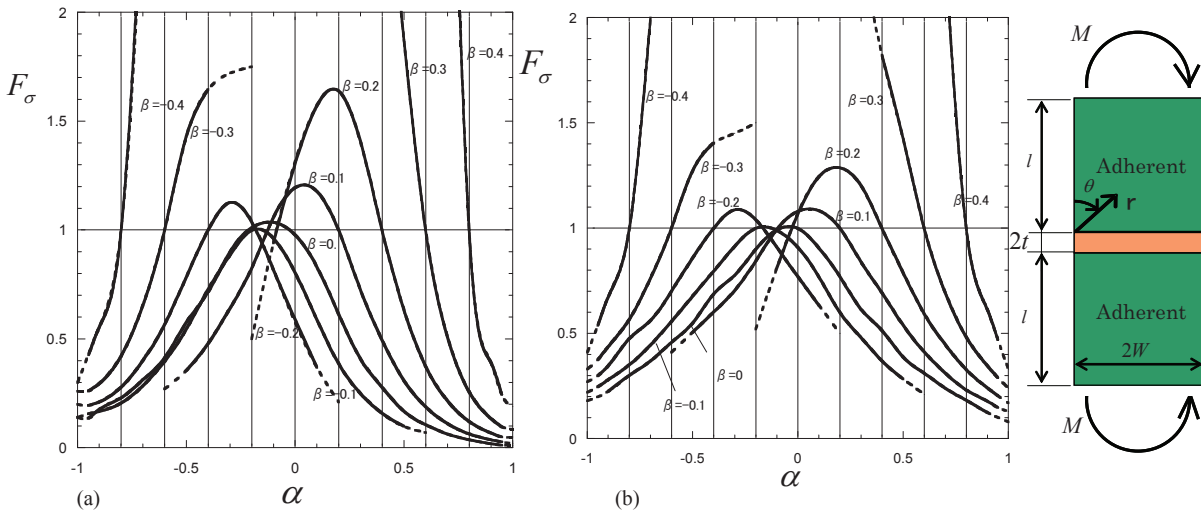 2
1.5
1
0.5
0
F_σ
β=-0.4
β=-0.3
β=-0.2
β=-0.1
β=0.
β=0.1
β=0.2
β=0.3
β=0.4
-1
-0.5
0
0.5
1
α
(a)
2
1.5
1
0.5
0
F_σ
β=-0.4
β=-0.3
β=-0.2
β=-0.1
β=0
β=0.1
β=0.2
β=0.3
β=0.4
-1
-0.5
0
0.5
1
α
(b)
M
l
Adherent
θ
r
2t
l
Adherent
2W
M